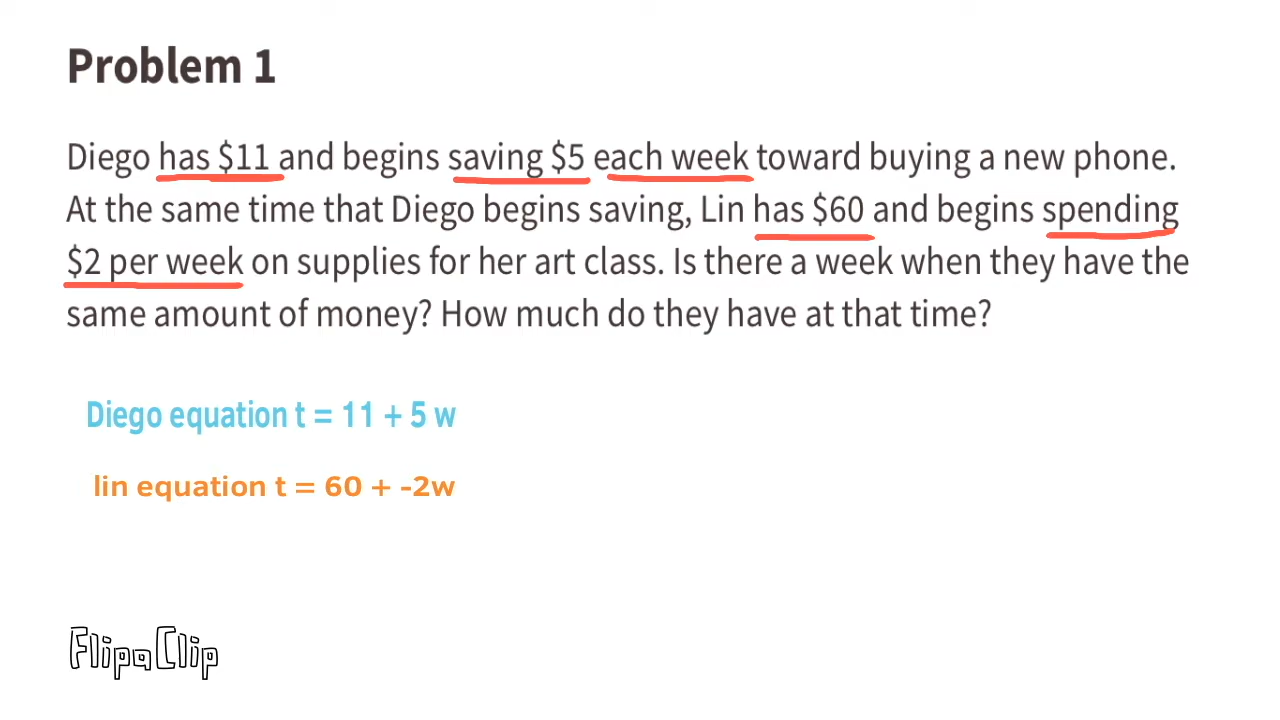 Problem 1
Diego has $11 and begins saving $5 each week toward buying a new phone.
At the same time that Diego begins saving, Lin has $60 and begins spending
$2 per week on supplies for her art class. Is there a week when they have the
same amount of money? How much do they have at that time?
Diego equation t = 11 + 5 w
lin equation t = 60 + -2w
FlipaClip